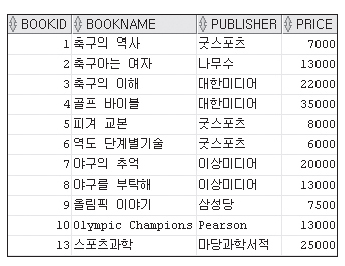 BOOKID BOOKNAME PUBLISHER PRICE
1 축구의 역사 굿스포츠 7000
2 축구아는 여자 나무수 13000
3 축구의 이해 대한미디어 22000
4 골프 바이블 대한미디어 35000
5 피겨 교본 굿스포츠 8000
6 역도 단계별기술 굿스포츠 6000
7 야구의 추억 이상미디어 20000
8 야구를 부탁해 이상미디어 13000
9 올림픽 이야기 삼성당 7500
10 Olympic Champions Pearson 13000
13 스포츠과학 마당과학서적 25000